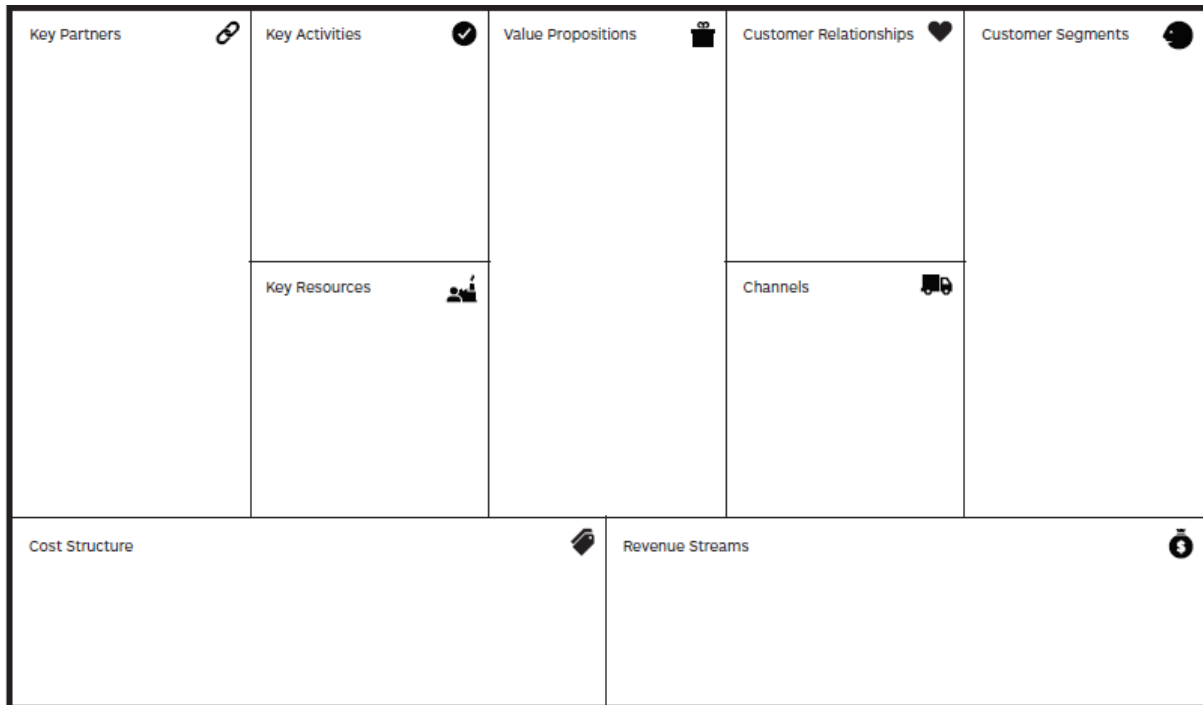 Key Partners
Key Activities
Value Propositions
Customer Relationships
Customer Segments
Key Resources
Channels
Cost Structure
Revenue Streams